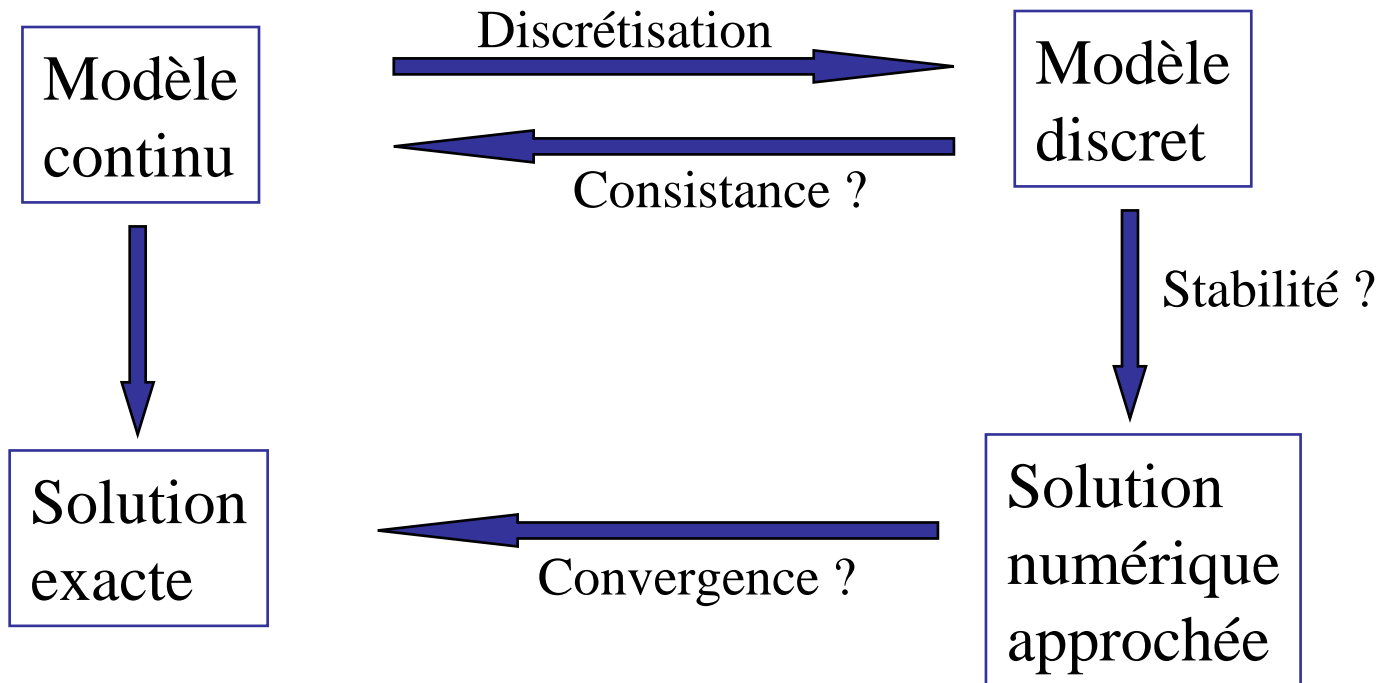 Discrétisation
Modèle
continu
Modèle
discret
Consistance ?
Stabilité ?
Solution
exacte
Convergence ?
Solution
numérique
approchée